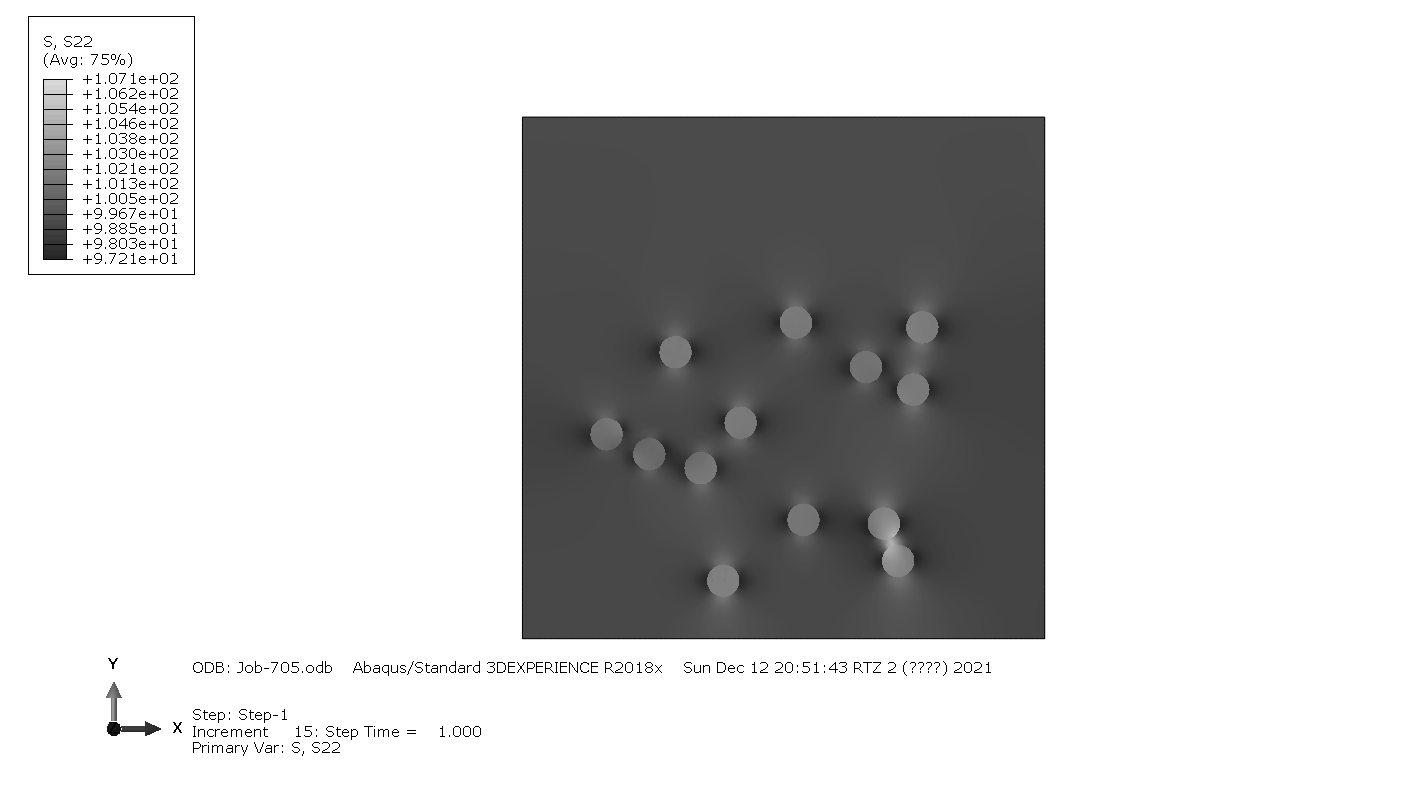 S, S22
(Avg: 75%)
+1.071e+02
+1.062e+02
+1.054e+02
+1.046e+02
+1.038e+02
+1.030e+02
+1.021e+02
+1.013e+02
+1.005e+02
+9.967e+01
+9.885e+01
+9.803e+01
+9.721e+01
Y
X
ODB: Job-705.odb Abaqus/Standard 3DEXPERIENCE R2018x Sun Dec 12 20:51:43 RTZ 2 (????) 2021
Step: Step-1
Increment 15: Step Time = 1.000
Primary Var: S, S22